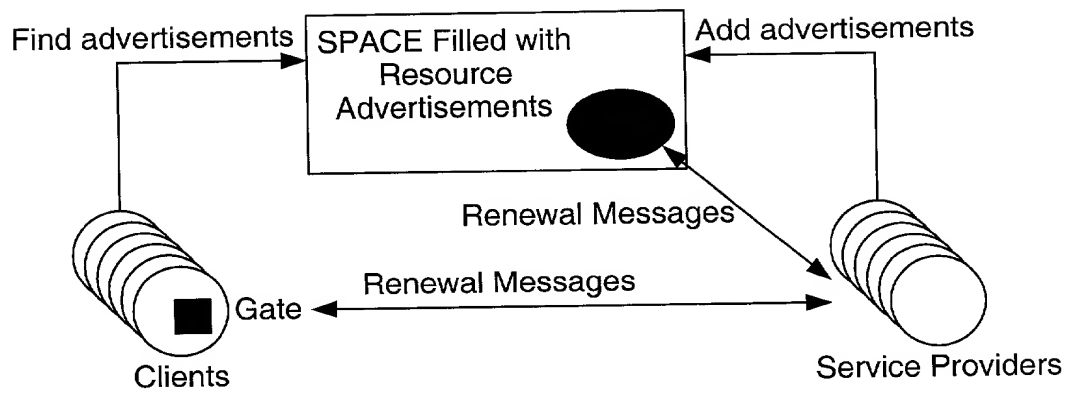 Find advertisements
SPACE Filled with
Resource
Advertisements
Add advertisements
Renewal Messages
Renewal Messages
Gate
Clients
Service Providers